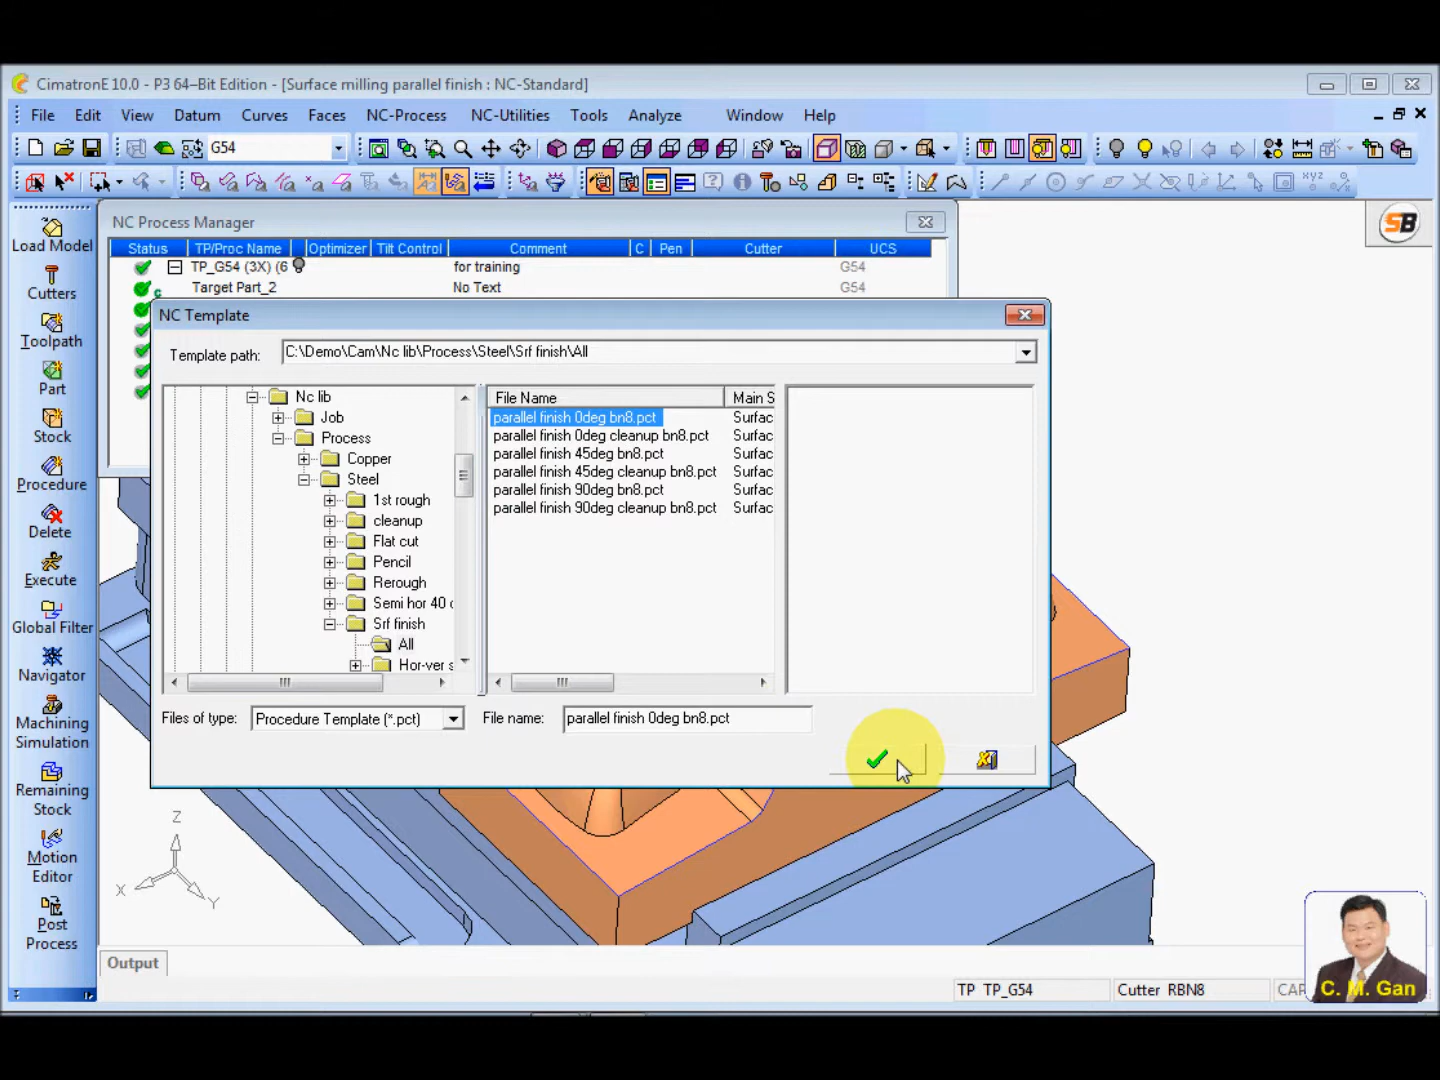 CimatronE 10.0 - P3 64–Bit Edition - [Surface milling parallel finish : NC-Standard]
File Edit View Datum Curves Faces NC-Process NC-Utilities Tools Analyze Window Help
G54
SB
NC Process Manager
Status TP/Proc Name Optimizer Tilt Control Comment C Pen Cutter UCS
TP_G54 (3X) (6 for training G54
Target Part_2 No Text G54
NC Template
Template path: C:\Demo\Cam\Nc lib\Process\Steel\Srf finish\All
File Name Main S
Nc lib
Job
Process
Copper
Steel
1st rough
cleanup
Flat cut
Pencil
Rerough
Semi hor 40
Srf finish
All
Hor-ver s
parallel finish 0deg bn8.pct Surfac
parallel finish 0deg cleanup bn8.pct Surfac
parallel finish 45deg bn8.pct Surfac
parallel finish 45deg cleanup bn8.pct Surfac
parallel finish 90deg bn8.pct Surfac
parallel finish 90deg cleanup bn8.pct Surfac
Files of type: Procedure Template (*.pct) File name: parallel finish 0deg bn8.pct
Load Model
Cutters
Toolpath
Part
Stock
Procedure
Delete
Execute
Global Filter
Navigator
Machining
Simulation
Remaining
Stock
Motion
Editor
Post
Process
Z
X
Y
Output
TP TP_G54 Cutter RBN8 CAP
C. M. Gan